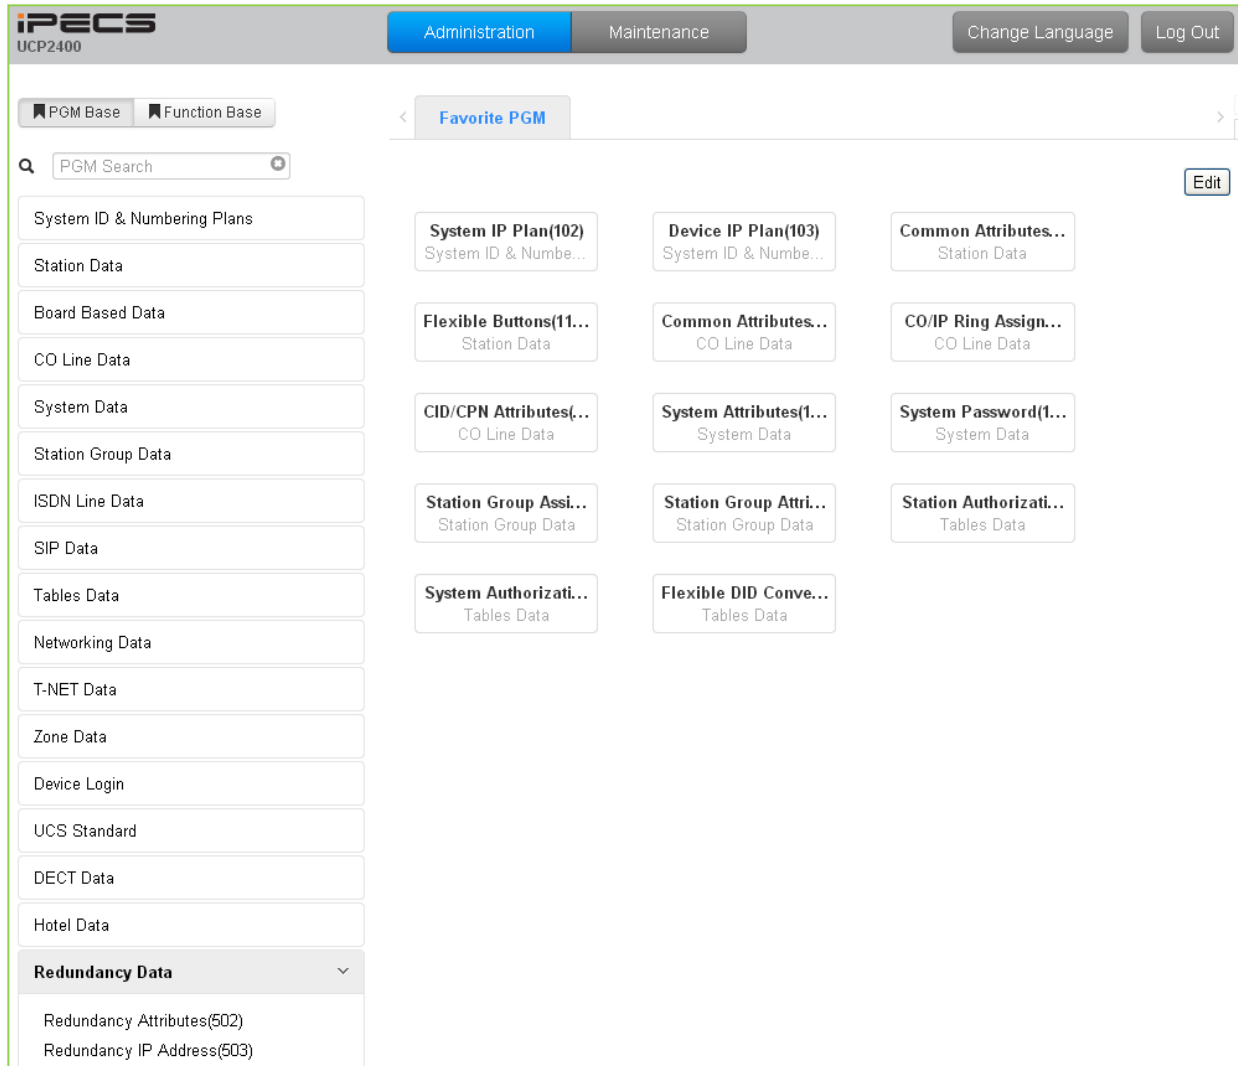 iPECS
UCP2400
Administration
Maintenance
Change Language
Log Out
PGM Base
Function Base
PGM Search
System ID & Numbering Plans
Station Data
Board Based Data
CO Line Data
System Data
Station Group Data
ISDN Line Data
SIP Data
Tables Data
Networking Data
T-NET Data
Zone Data
Device Login
UCS Standard
DECT Data
Hotel Data
Redundancy Data
Redundancy Attributes(502)
Redundancy IP Address(503)
Favorite PGM
Edit
System IP Plan(102)
System ID & Numbe...
Device IP Plan(103)
System ID & Numbe...
Common Attributes...
Station Data
Flexible Buttons(11...
Station Data
Common Attributes...
CO Line Data
CO/IP Ring Assign...
CO Line Data
CID/CPN Attributes(...
CO Line Data
System Attributes(1...
System Data
System Password(1...
System Data
Station Group Assi...
Station Group Data
Station Group Attri...
Station Group Data
Station Authorizati...
Tables Data
System Authorizati...
Tables Data
Flexible DID Conve...
Tables Data